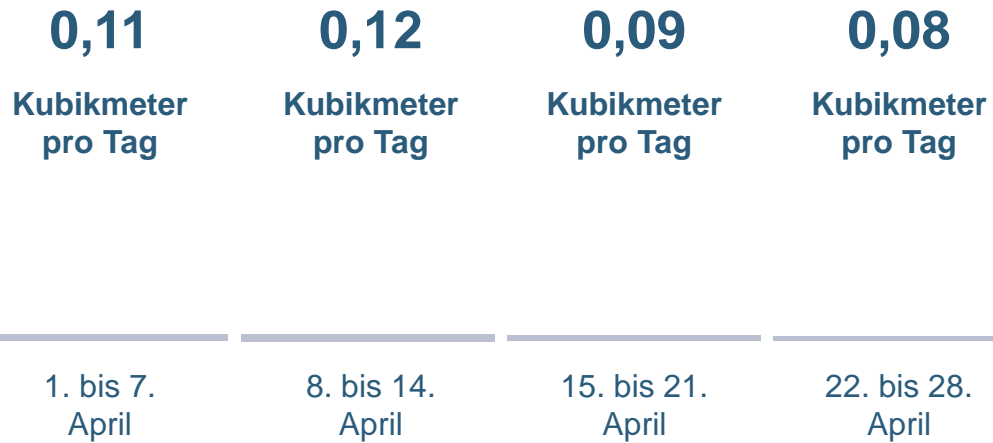 0,11
0,12
0,09
0,08
Kubikmeter
pro Tag
Kubikmeter
pro Tag
Kubikmeter
pro Tag
Kubikmeter
pro Tag
1. bis 7.
April
8. bis 14.
April
15. bis 21.
April
22. bis 28.
April